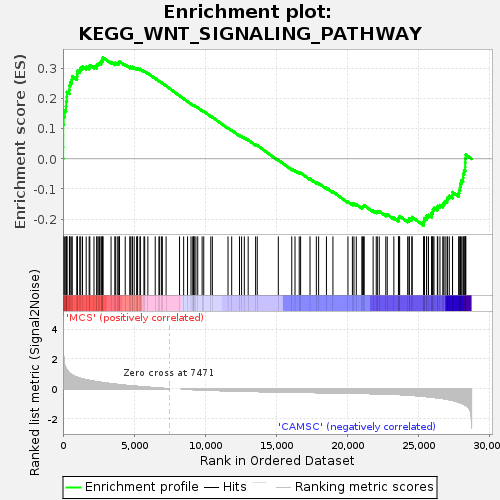 Enrichment plot:
KEGG_WNT_SIGNALING_PATHWAY
Enrichment score (ES)
0.3
0.2
0.1
0.0
-0.1
-0.2
'MCS' (positively correlated)
Ranked list metric (Signal2Noise)
4
2
0
-2
Zero cross at 7471
'CAMSC' (negatively correlated)
0
5,000
10,000
15,000
20,000
25,000
30,000
Rank in Ordered Dataset
Enrichment profile
Hits
Ranking metric scores